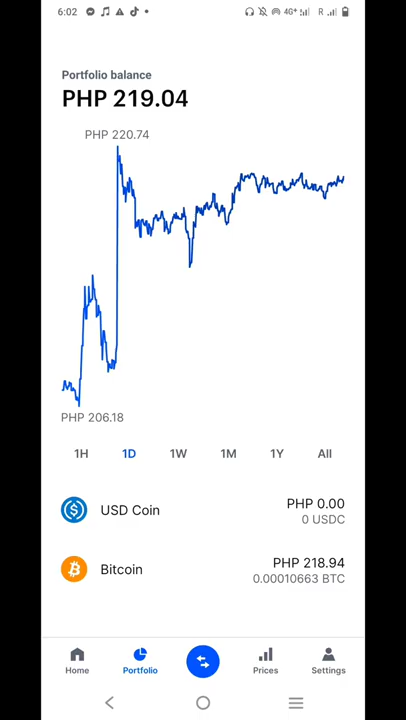 6:02
4G+
R
Portfolio balance
PHP 219.04
PHP 220.74
PHP 206.18
1H 1D 1W 1M 1Y All
USD Coin PHP 0.00
0 USDC
Bitcoin PHP 218.94
0.00010663 BTC
Home Portfolio Prices Settings